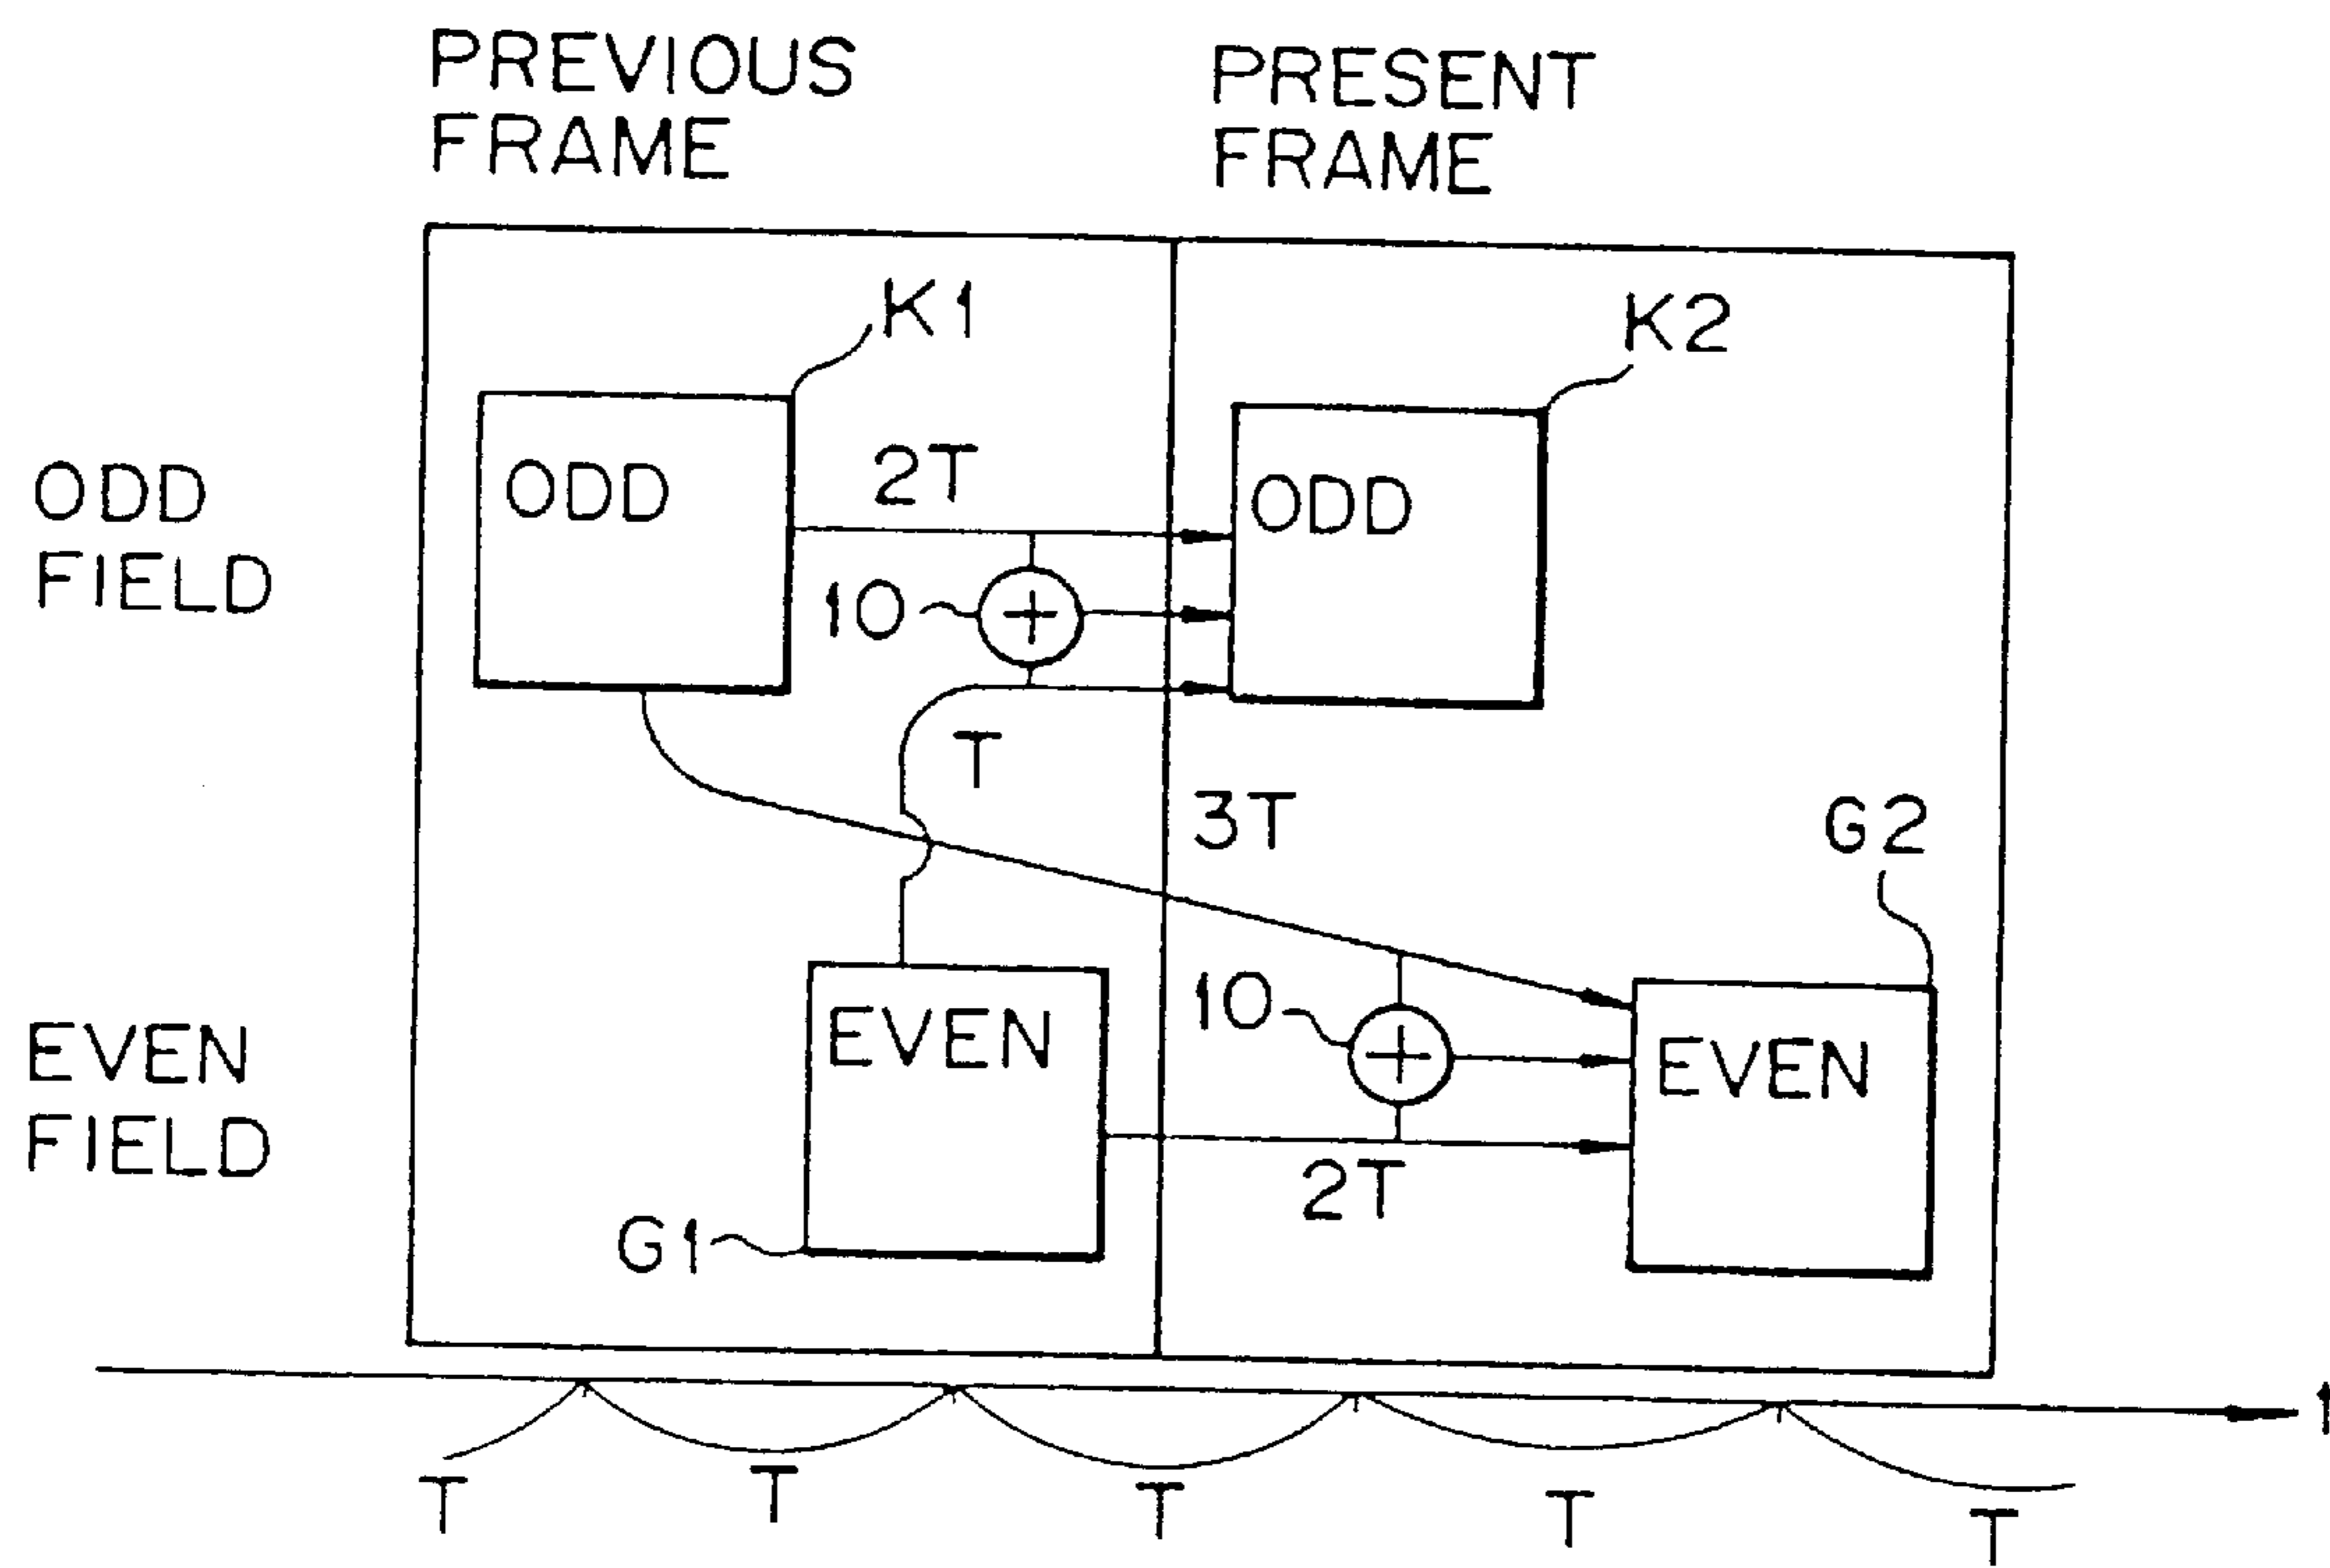 PREVIOUS
FRAME
PRESENT
FRAME
K1
K2
ODD
FIELD
ODD
2T
ODD
10
T
3T
G2
EVEN
FIELD
EVEN
10
EVEN
2T
G1
1
T
T
T
T
T